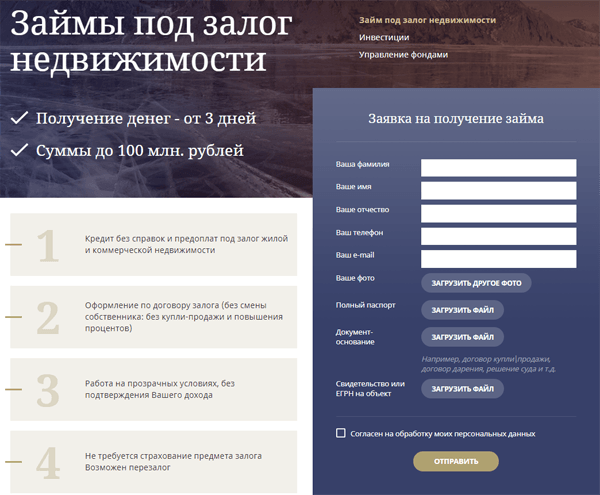 Займы под залог
недвижимости
Получение денег - от 3 дней
Суммы до 100 млн. рублей
Займ под залог недвижимости
Инвестиции
Управление фондами
1
Кредит без справок и предоплат под залог жилой
и коммерческой недвижимости
2
Оформление по договору залога (без смены
собственника: без купли-продажи и повышения
процентов)
3
Работа на прозрачных условиях, без
подтверждения Вашего дохода
4
Не требуется страхование предмета залога
Возможен перезалог
Заявка на получение займа
Ваша фамилия
Ваше имя
Ваше отчество
Ваш телефон
Ваш e-mail
Ваше фото
ЗАГРУЗИТЬ ДРУГОЕ ФОТО
Полный паспорт
ЗАГРУЗИТЬ ФАЙЛ
Документ-
основание
ЗАГРУЗИТЬ ФАЙЛ
Например, договор купли\продажи,
договор дарения, решение суда и т.д.
Свидетельство или
ЕГРН на объект
ЗАГРУЗИТЬ ФАЙЛ
Согласен на обработку моих персональных данных
ОТПРАВИТЬ